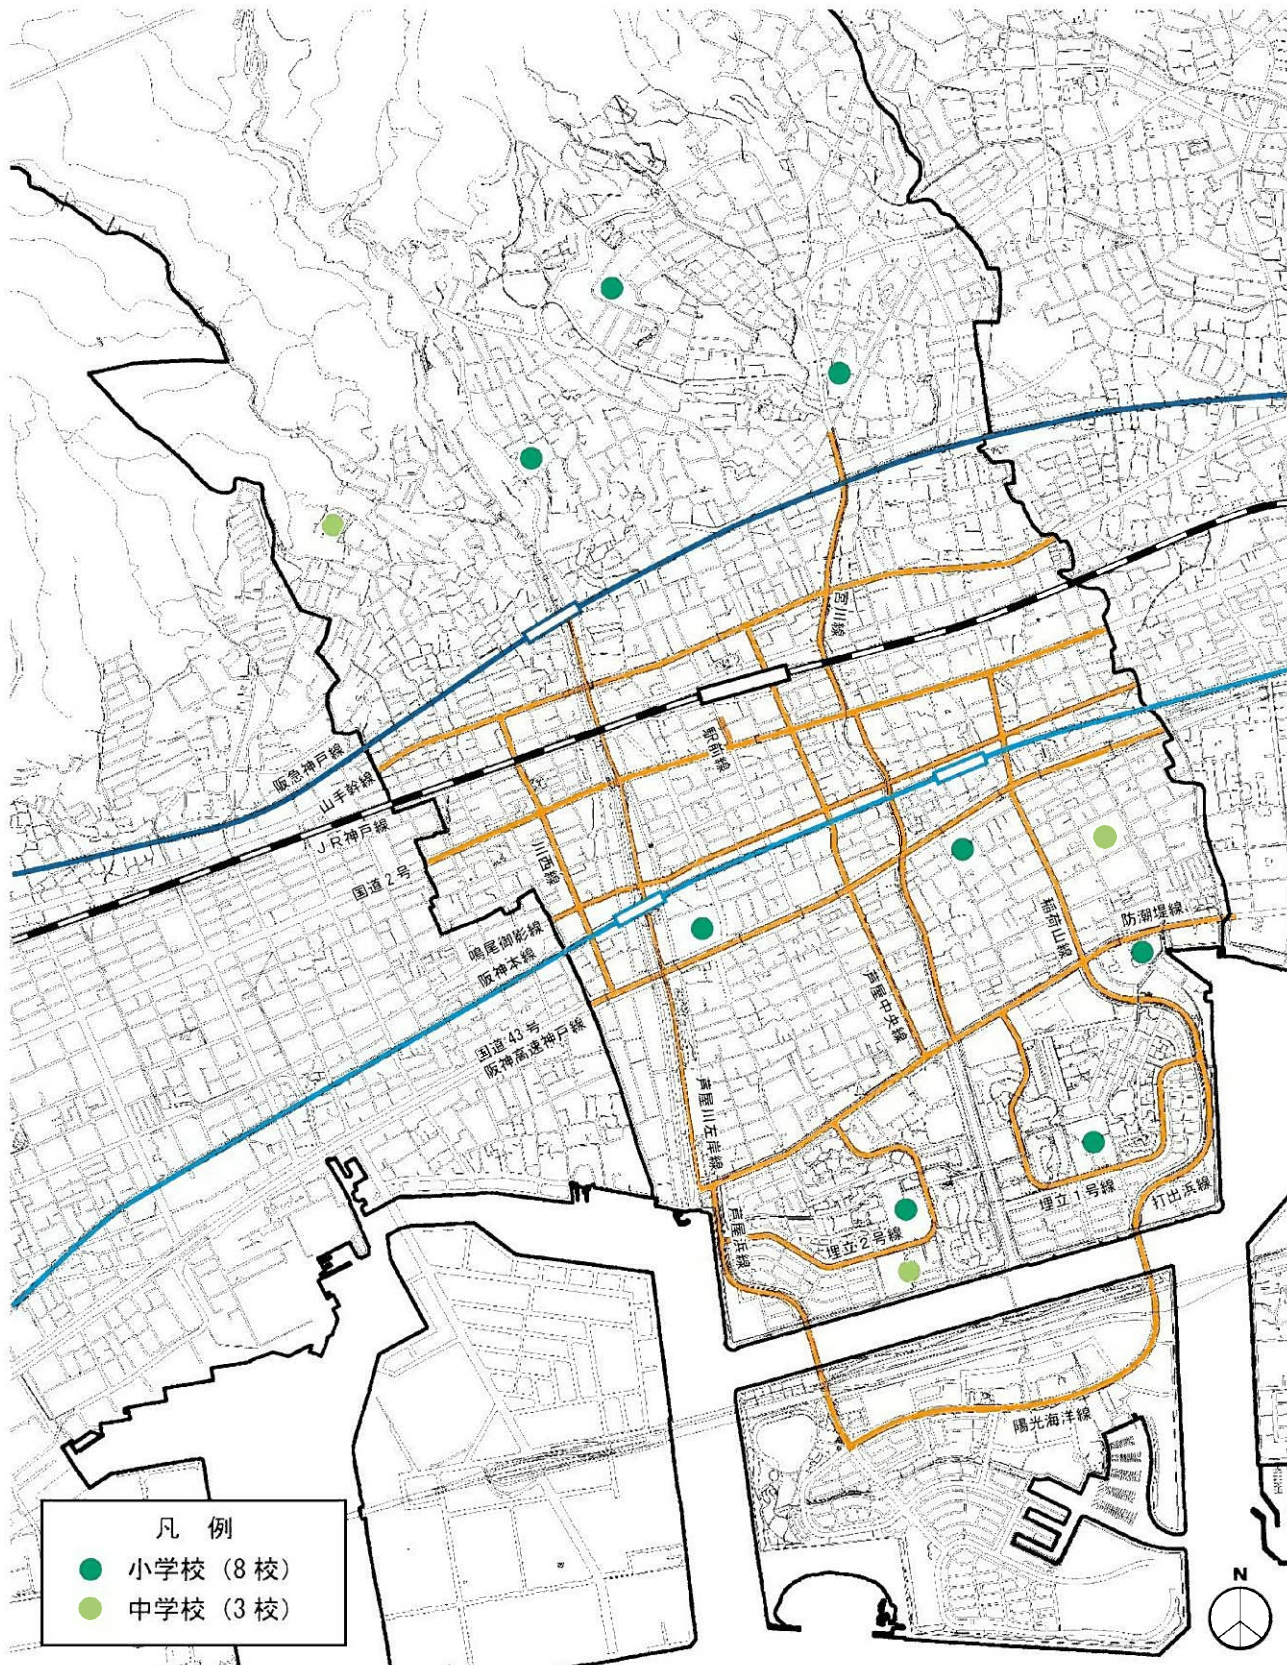 宮川線
阪急神戸線
山手幹線
JR神戸線
国道2号
駅前線
川西線
鳴尾御影線
阪神本線
国道43号
阪神高速神戸線
稲荷山線
防潮堤線
芦屋中央線
芦屋川左岸線
芦屋浜線
埋立1号線
打出浜線
埋立2号線
陽光海洋線
凡 例
小学校（8校）
中学校（3校）
N